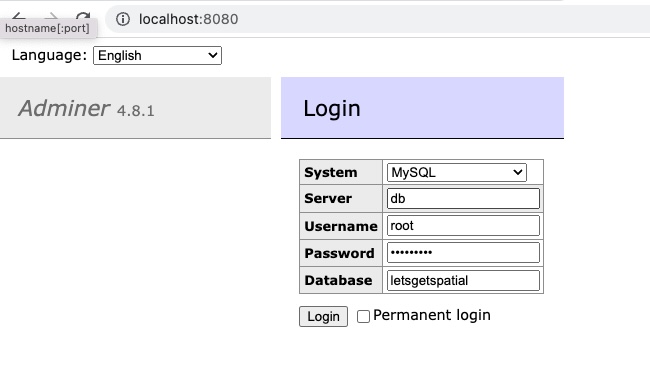 localhost:8080
hostname[:port]
Language: English
Adminer 4.8.1
Login
System MySQL
Server db
Username root
Password •••••••••
Database letsgetspatial
Login Permanent login